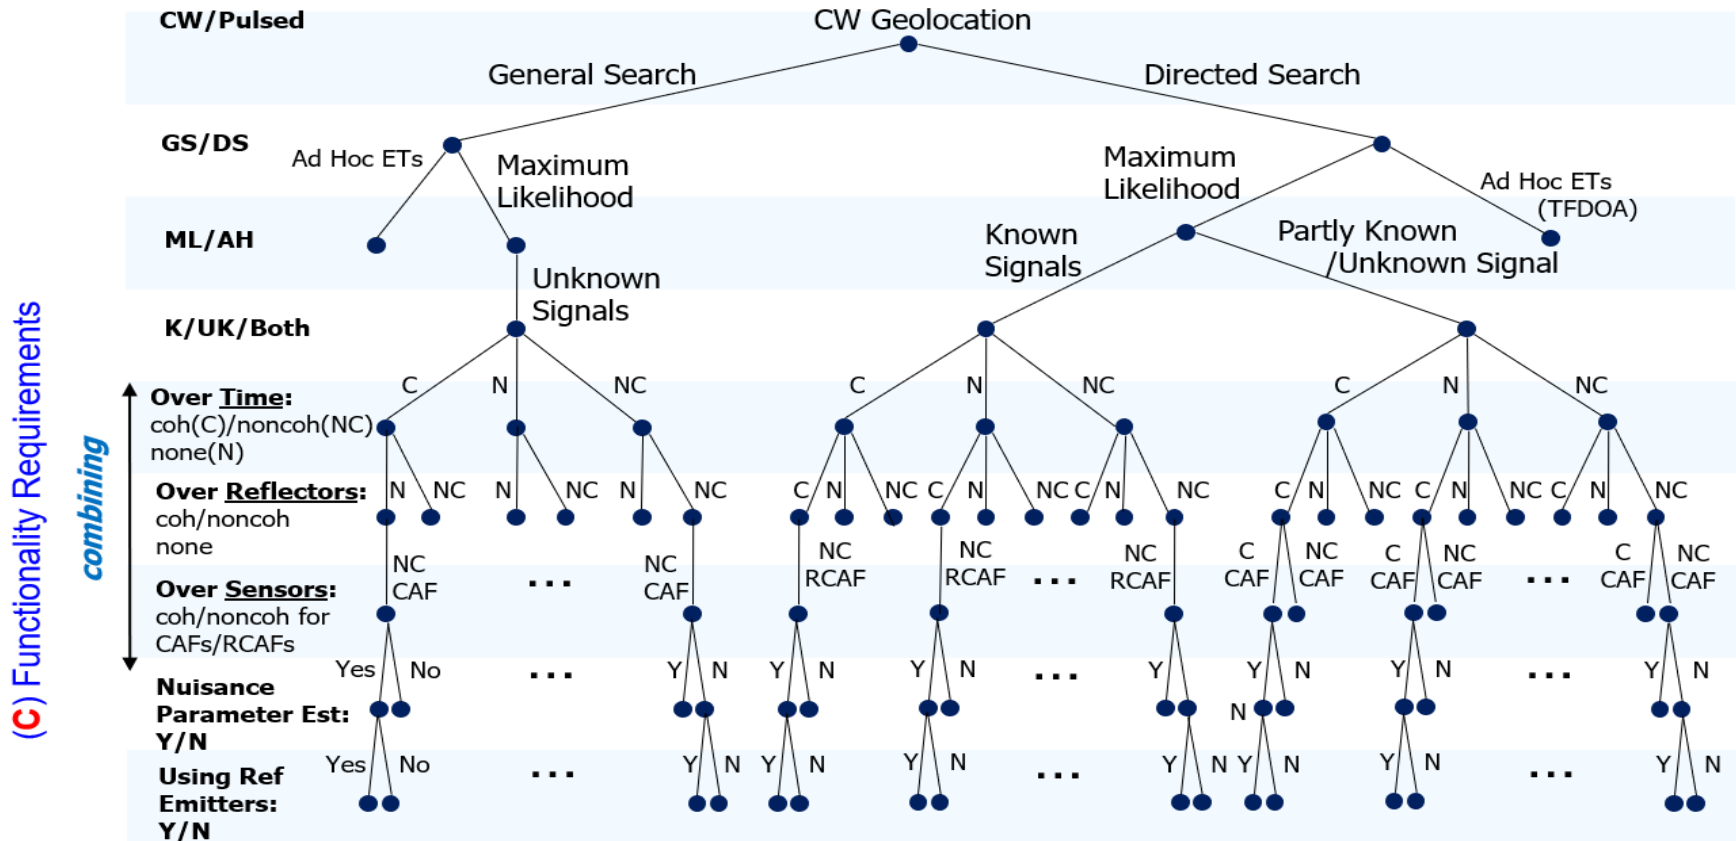 CW/Pulsed
CW Geolocation
General Search
Directed Search
GS/DS
Ad Hoc ETs
Maximum
Likelihood
Maximum
Likelihood
Ad Hoc ETs
(TFDOA)
ML/AH
Known
Signals
Partly Known
/Unknown Signal
Unknown
Signals
K/UK/Both
(C) Functionality Requirements
combining
C N NC C N NC C N NC
Over Time:
coh(C)/noncoh(NC)
none(N)
Over Reflectors:
coh/noncoh
none
N NC N NC N NC C N NC C N NC C N NC C N NC C N NC C N NC
Over Sensors:
coh/noncoh for
CAFs/RCAFs
NC
CAF
...
NC
CAF
NC
RCAF
NC
RCAF
...
NC
RCAF
C
CAF
NC
CAF
C
CAF
NC
CAF
...
C
CAF
NC
CAF
Nuisance
Parameter Est:
Y/N
Yes No ... Y N Y N Y N ... Y N Y N Y N ... Y N
N
Using Ref
Emitters:
Y/N
Yes No ... Y N Y N Y N ... Y N Y N Y N ... Y N